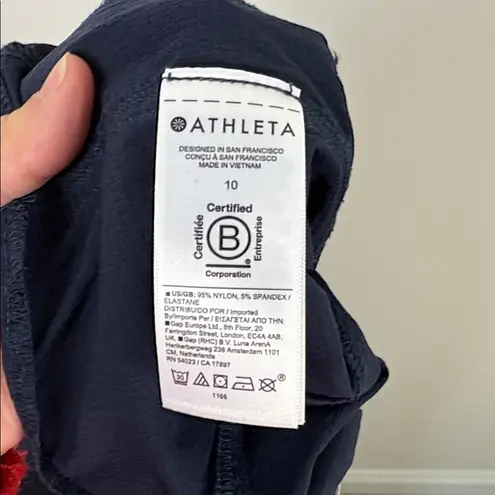 ATHLETA
DESIGNED IN SAN FRANCISCO
CONÇU À SAN FRANCISCO
MADE IN VIETNAM
10
Certified
Certifiée
B
®
Entreprise
Corporation
■ US/GB: 95% NYLON, 5% SPANDEX /
ELASTANE
DISTRIBUIDO POR / Imported
By/Importe Par / ΕΙΣΑΓΕΤΑΙ ΑΠΟ ΤΗΝ.
■ Gap Europe Ltd., 8th Floor, 20
Farringdon Street, London, EC4A 4AB,
UK. ■ Gap (RHC) B.V. Luna ArenA
Herikerbergweg 238 Amsterdam 1101
CM, Netherlands
RN 54023 / CA 17897
30
®
1166